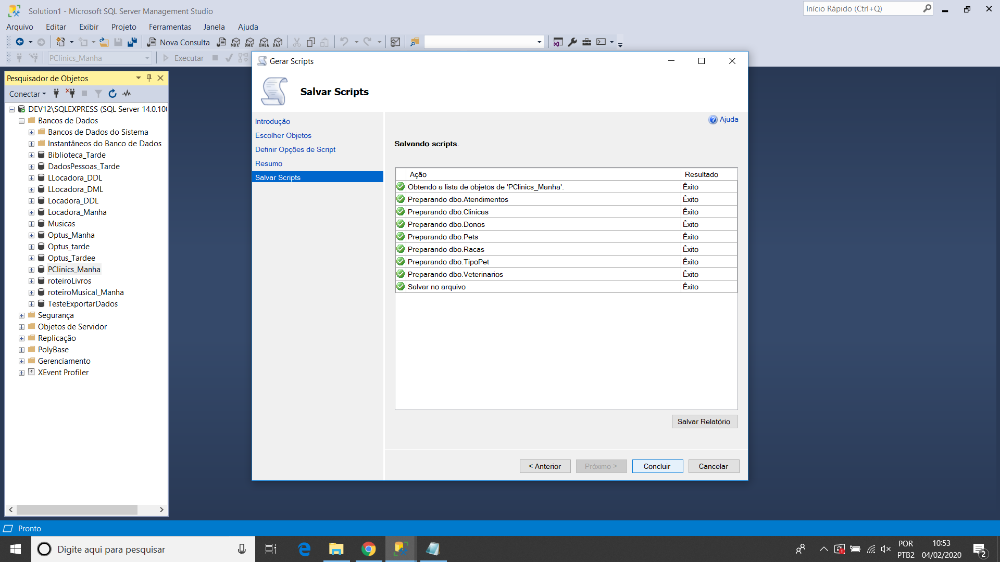 Solution1 - Microsoft SQL Server Management Studio
Início Rápido (Ctrl+Q)
Arquivo Editar Exibir Projeto Ferramentas Janela Ajuda
Nova Consulta MDX DMX XMLA DAX
PClinics_Manha Executar
Gerar Scripts
Salvar Scripts
Pesquisador de Objetos
Conectar
DEV12\SQLEXPRESS (SQL Server 14.0.100
Bancos de Dados
Bancos de Dados do Sistema
Instantâneos do Banco de Dados
Biblioteca_Tarde
DadosPessoas_Tarde
LLocadora_DDL
LLocadora_DML
Locadora_DDL
Locadora_Manha
Musicas
Optus_Manha
Optus_tarde
Optus_Tardee
PClinics_Manha
roteiroLivros
roteiroMusical_Manha
TesteExportarDados
Segurança
Objetos de Servidor
Replicação
PolyBase
Gerenciamento
XEvent Profiler
Introdução
Escolher Objetos
Definir Opções de Script
Resumo
Salvar Scripts
Ajuda
Salvando scripts.
Ação Resultado
Obtendo a lista de objetos de 'PClinics_Manha'. Êxito
Preparando dbo.Atendimentos Êxito
Preparando dbo.Clinicas Êxito
Preparando dbo.Donos Êxito
Preparando dbo.Pets Êxito
Preparando dbo.Racas Êxito
Preparando dbo.TipoPet Êxito
Preparando dbo.Veterinarios Êxito
Salvar no arquivo Êxito
Salvar Relatório
< Anterior Próximo > Concluir Cancelar
Pronto
Digite aqui para pesquisar
POR
PTB2
10:53
04/02/2020
2